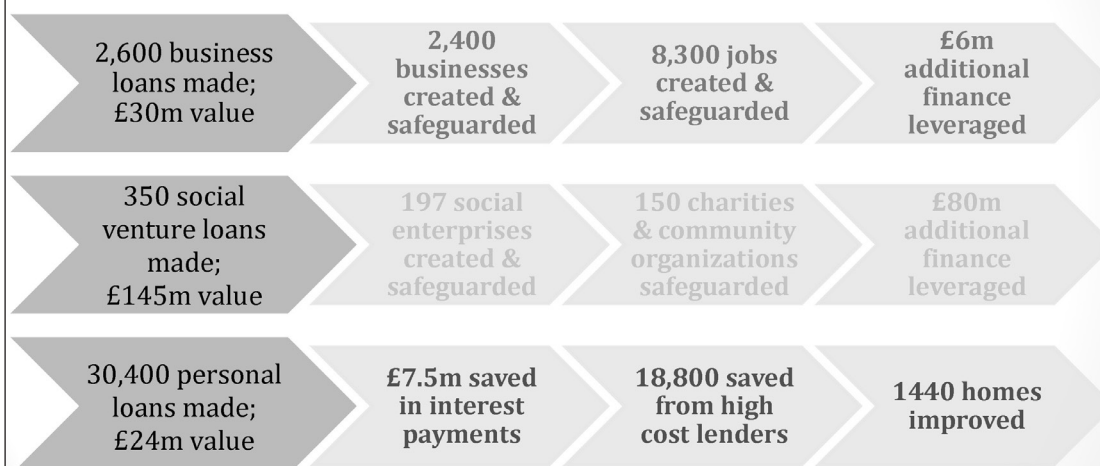 2,600 business
loans made;
£30m value
2,400
businesses
created &
safeguarded
8,300 jobs
created &
safeguarded
£6m
additional
finance
leveraged
350 social
venture loans
made;
£145m value
197 social
enterprises
created &
safeguarded
150 charities
& community
organizations
safeguarded
£80m
additional
finance
leveraged
30,400 personal
loans made;
£24m value
£7.5m saved
in interest
payments
18,800 saved
from high
cost lenders
1440 homes
improved